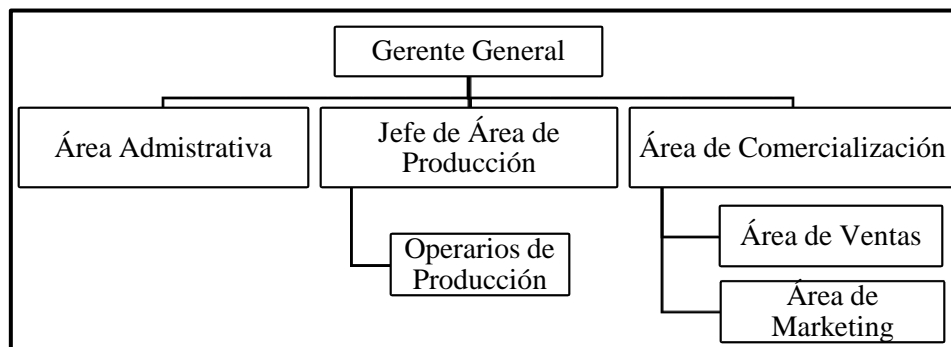 Gerente General
Área Admistrativa
Jefe de Área de
Producción
Área de Comercialización
Operarios de
Producción
Área de Ventas
Área de
Marketing